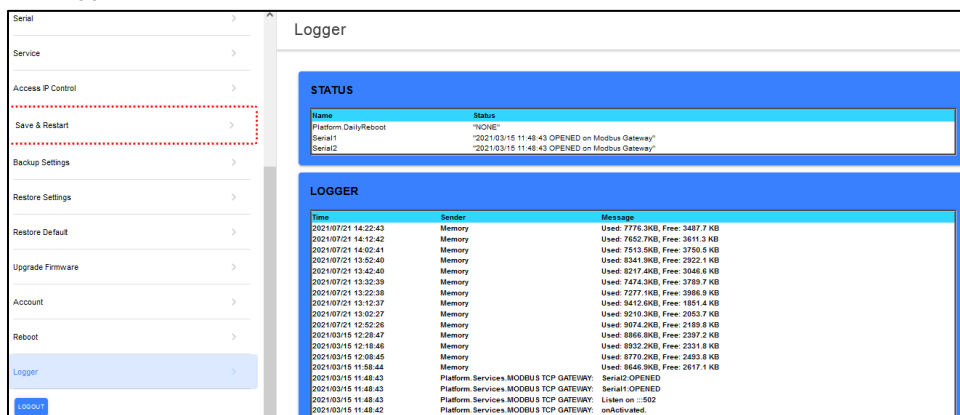 Serial
Service
Access IP Control
Save & Restart
Backup Settings
Restore Settings
Restore Default
Upgrade Firmware
Account
Reboot
Logger
LOGOUT
Logger
STATUS
Name Status
Platform.DailyReboot "NONE"
Serial1 "2021/03/15 11:48:43 OPENED on Modbus Gateway"
Serial2 "2021/03/15 11:48:43 OPENED on Modbus Gateway"
LOGGER
Time Sender Message
2021/07/21 14:22:43 Memory Used: 7776.3KB, Free: 3487.7 KB
2021/07/21 14:12:42 Memory Used: 7652.7KB, Free: 3611.3 KB
2021/07/21 14:02:41 Memory Used: 7513.5KB, Free: 3750.5 KB
2021/07/21 13:52:40 Memory Used: 8341.9KB, Free: 2922.1 KB
2021/07/21 13:42:40 Memory Used: 8217.4KB, Free: 3046.6 KB
2021/07/21 13:32:39 Memory Used: 7474.3KB, Free: 3789.7 KB
2021/07/21 13:22:38 Memory Used: 7277.1KB, Free: 3986.9 KB
2021/07/21 13:12:37 Memory Used: 9412.6KB, Free: 1851.4 KB
2021/07/21 13:02:27 Memory Used: 9210.3KB, Free: 2053.7 KB
2021/07/21 12:52:26 Memory Used: 9074.2KB, Free: 2189.8 KB
2021/03/15 12:28:47 Memory Used: 8866.8KB, Free: 2397.2 KB
2021/03/15 12:18:46 Memory Used: 8932.2KB, Free: 2331.8 KB
2021/03/15 12:08:45 Memory Used: 8770.2KB, Free: 2493.8 KB
2021/03/15 11:58:44 Memory Used: 8646.9KB, Free: 2617.1 KB
2021/03/15 11:48:43 Platform.Services.MODBUS TCP GATEWAY: Serial2:OPENED
2021/03/15 11:48:43 Platform.Services.MODBUS TCP GATEWAY: Serial1:OPENED
2021/03/15 11:48:43 Platform.Services.MODBUS TCP GATEWAY: Listen on :::502
2021/03/15 11:48:42 Platform.Services.MODBUS TCP GATEWAY: onActivated.